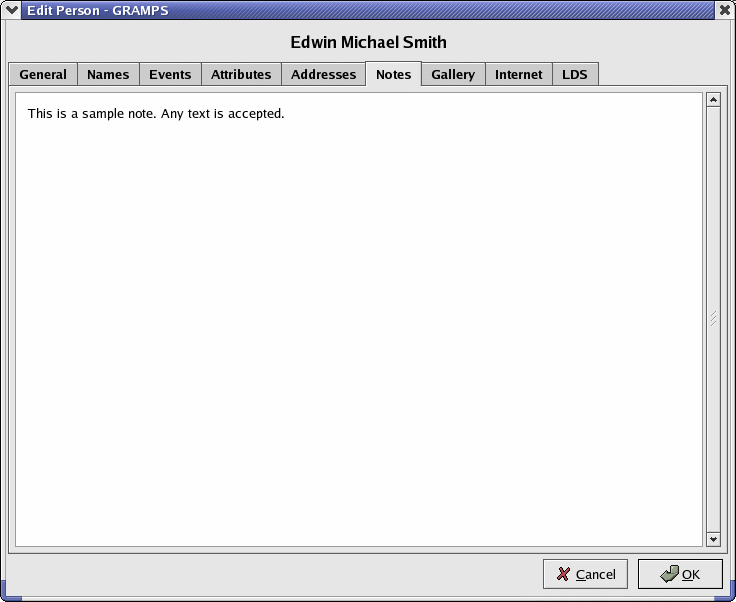 Edit Person - GRAMPS
Edwin Michael Smith
General Names Events Attributes Addresses Notes Gallery Internet LDS
This is a sample note. Any text is accepted.
Cancel OK